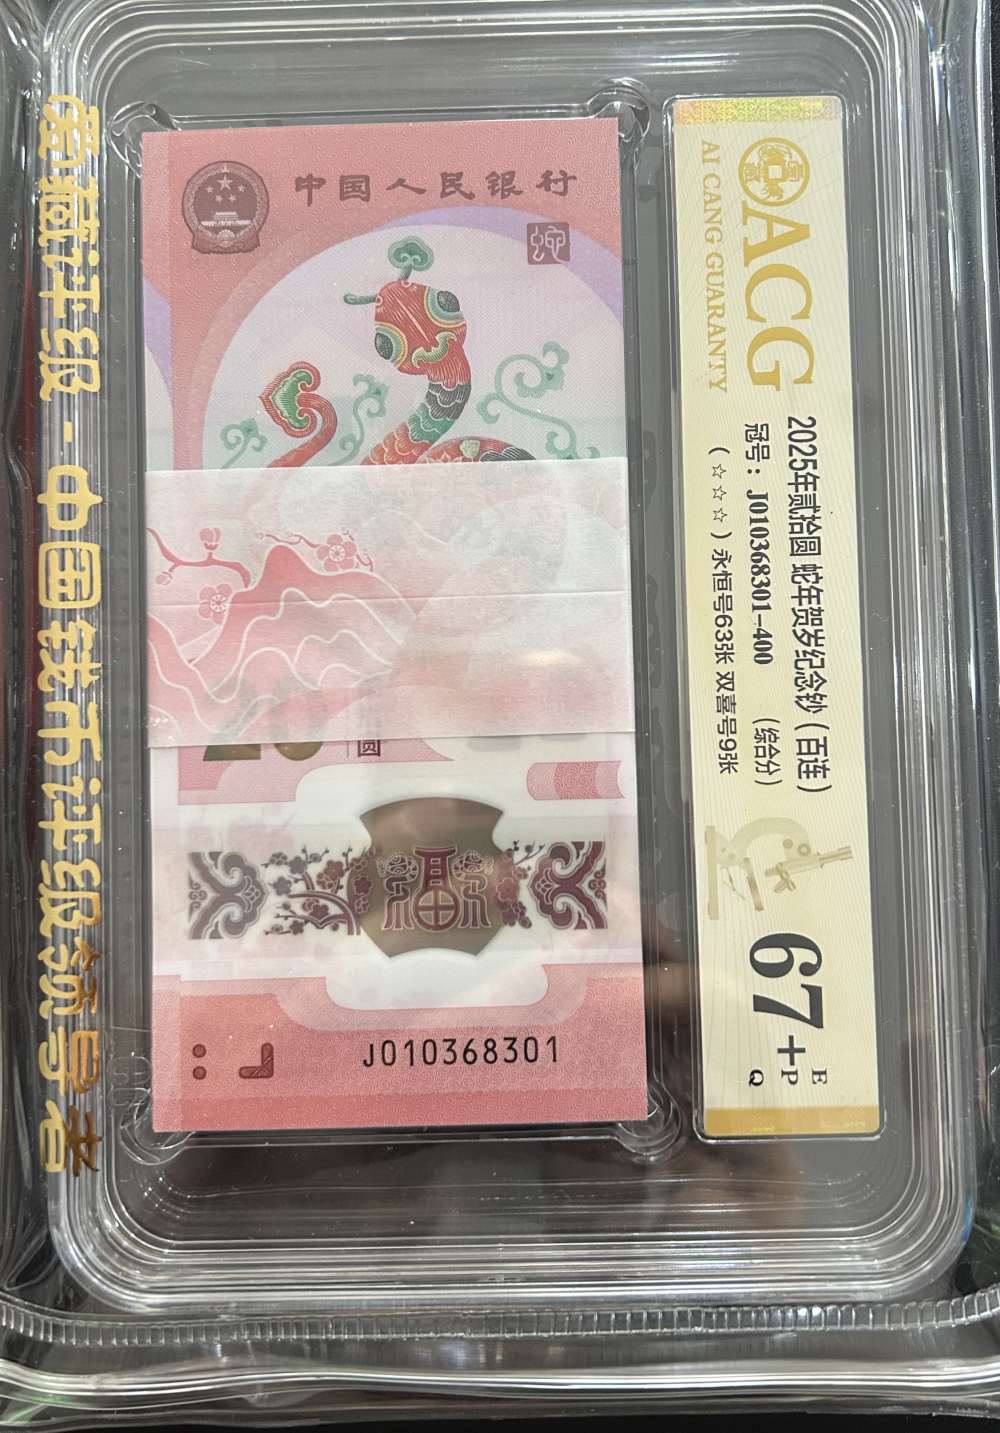 爱藏评级 - 中国钱币评级领导者
中国人民银行
蛇
20
圆
福
J010368301
ACG
AI CANG GUARANTY
2025年贰拾圆 蛇年贺岁纪念钞（百连）
冠号：J010368301-400 （综合分）
（☆☆☆）永恒号63张 双喜号9张
67+
E
P
Q